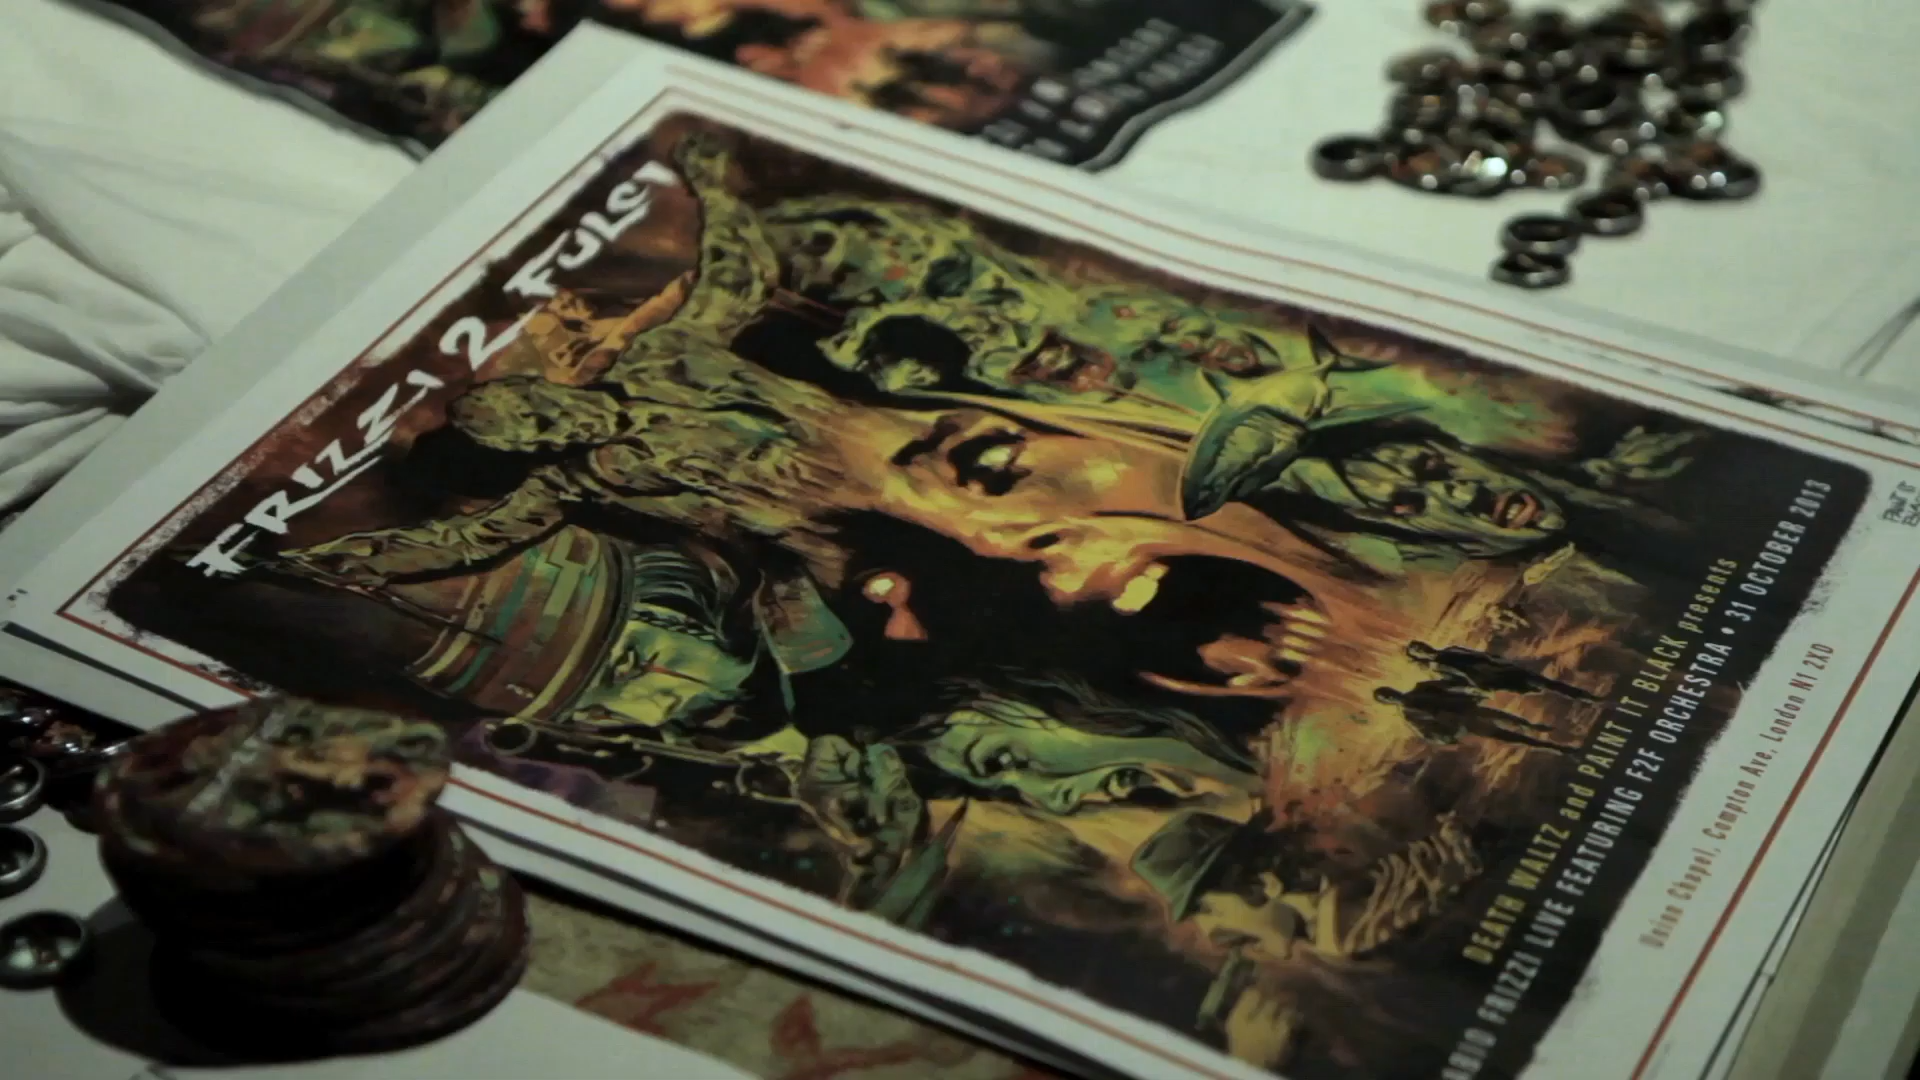 FRIZZI 2 FULCI
DEATH WALTZ and PAINT IT BLACK presents
FRIZZI LIVE FEATURING F2F ORCHESTRA • 31 OCTOBER 2013
Union Chapel, Compton Ave, London N1 2XD